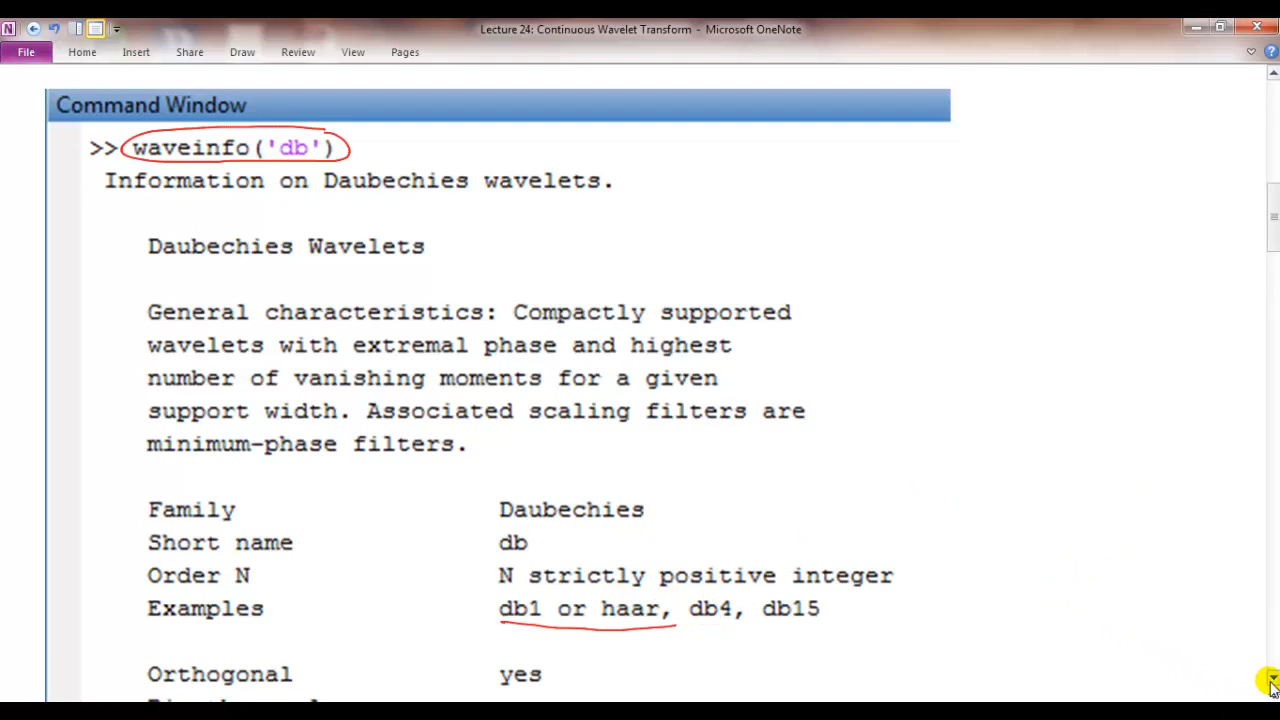 Lecture 24: Continuous Wavelet Transform - Microsoft OneNote
File Home Insert Share Draw Review View Pages
Command Window
>> waveinfo('db')
Information on Daubechies wavelets.
Daubechies Wavelets
General characteristics: Compactly supported
wavelets with extremal phase and highest
number of vanishing moments for a given
support width. Associated scaling filters are
minimum-phase filters.
Family Daubechies
Short name db
Order N N strictly positive integer
Examples db1 or haar, db4, db15
Orthogonal yes